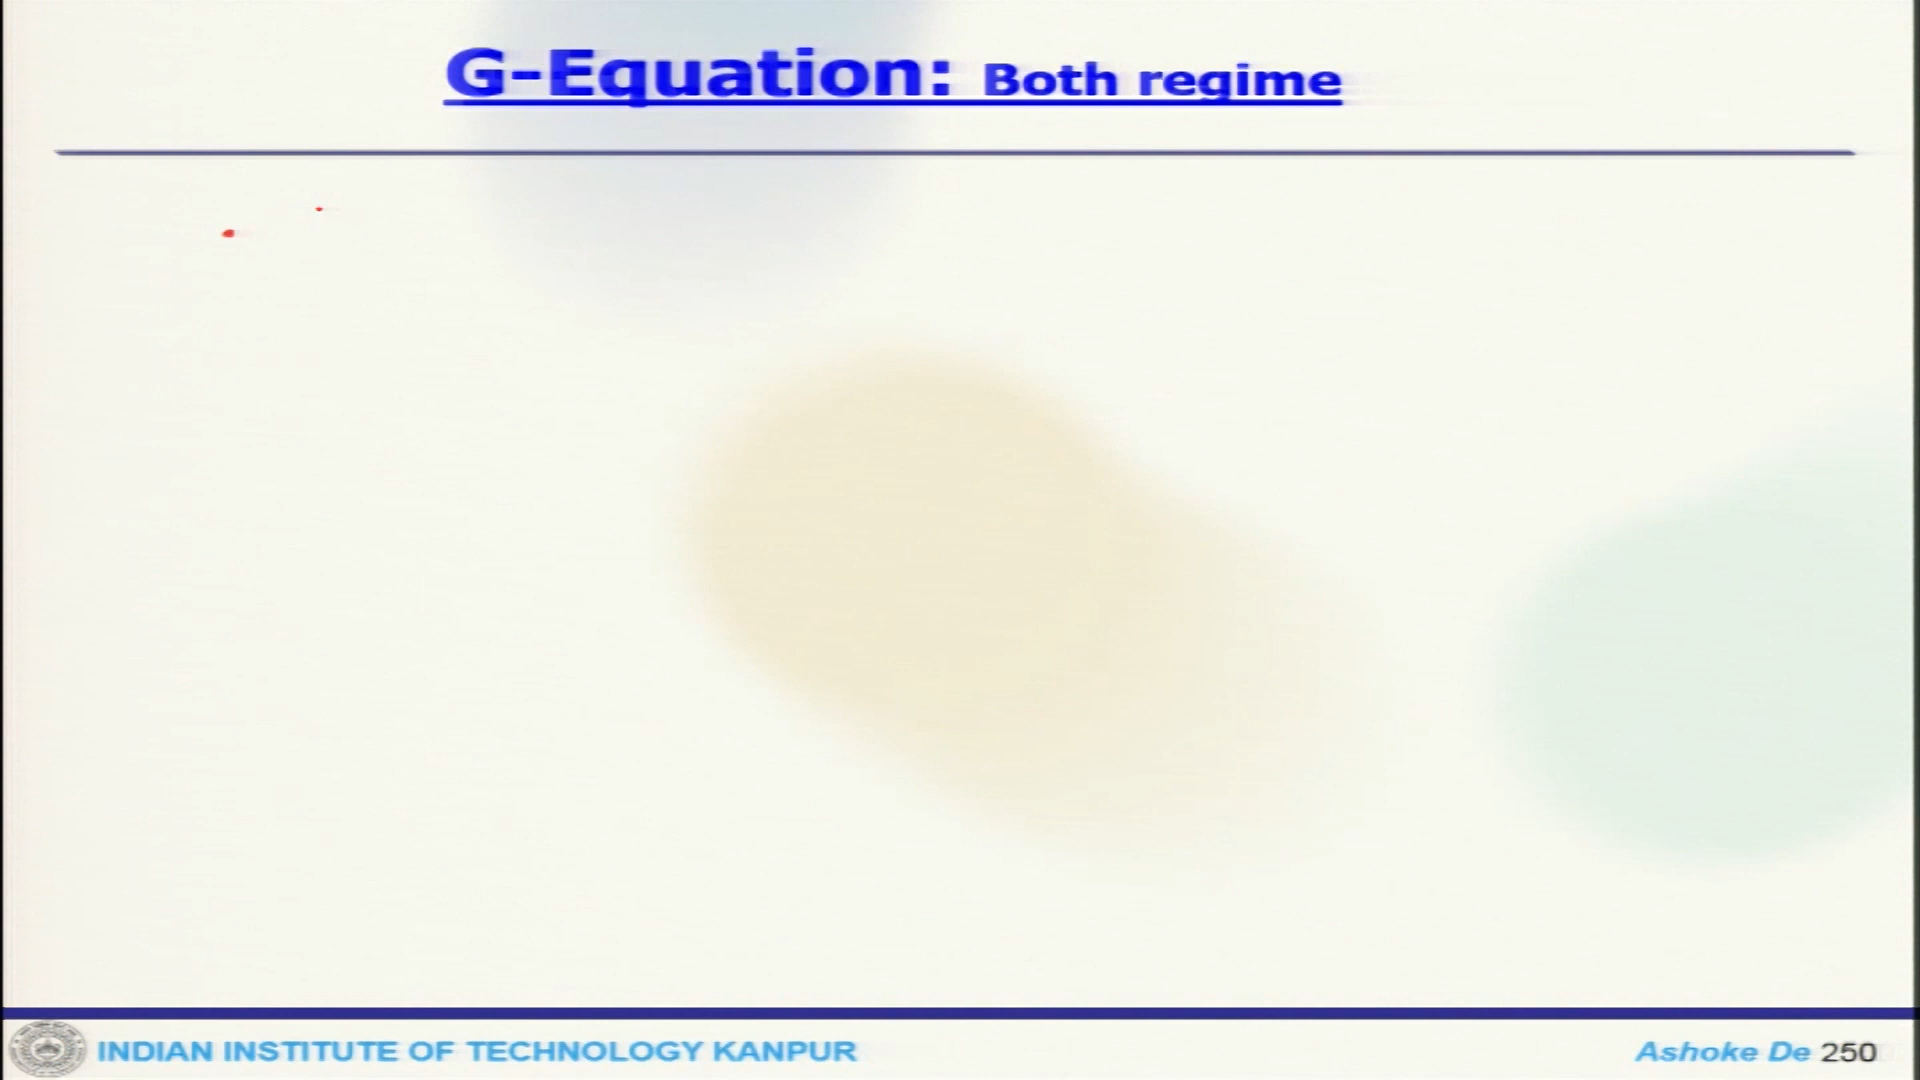 G-Equation: Both regime
INDIAN INSTITUTE OF TECHNOLOGY KANPUR
Ashoke De 250